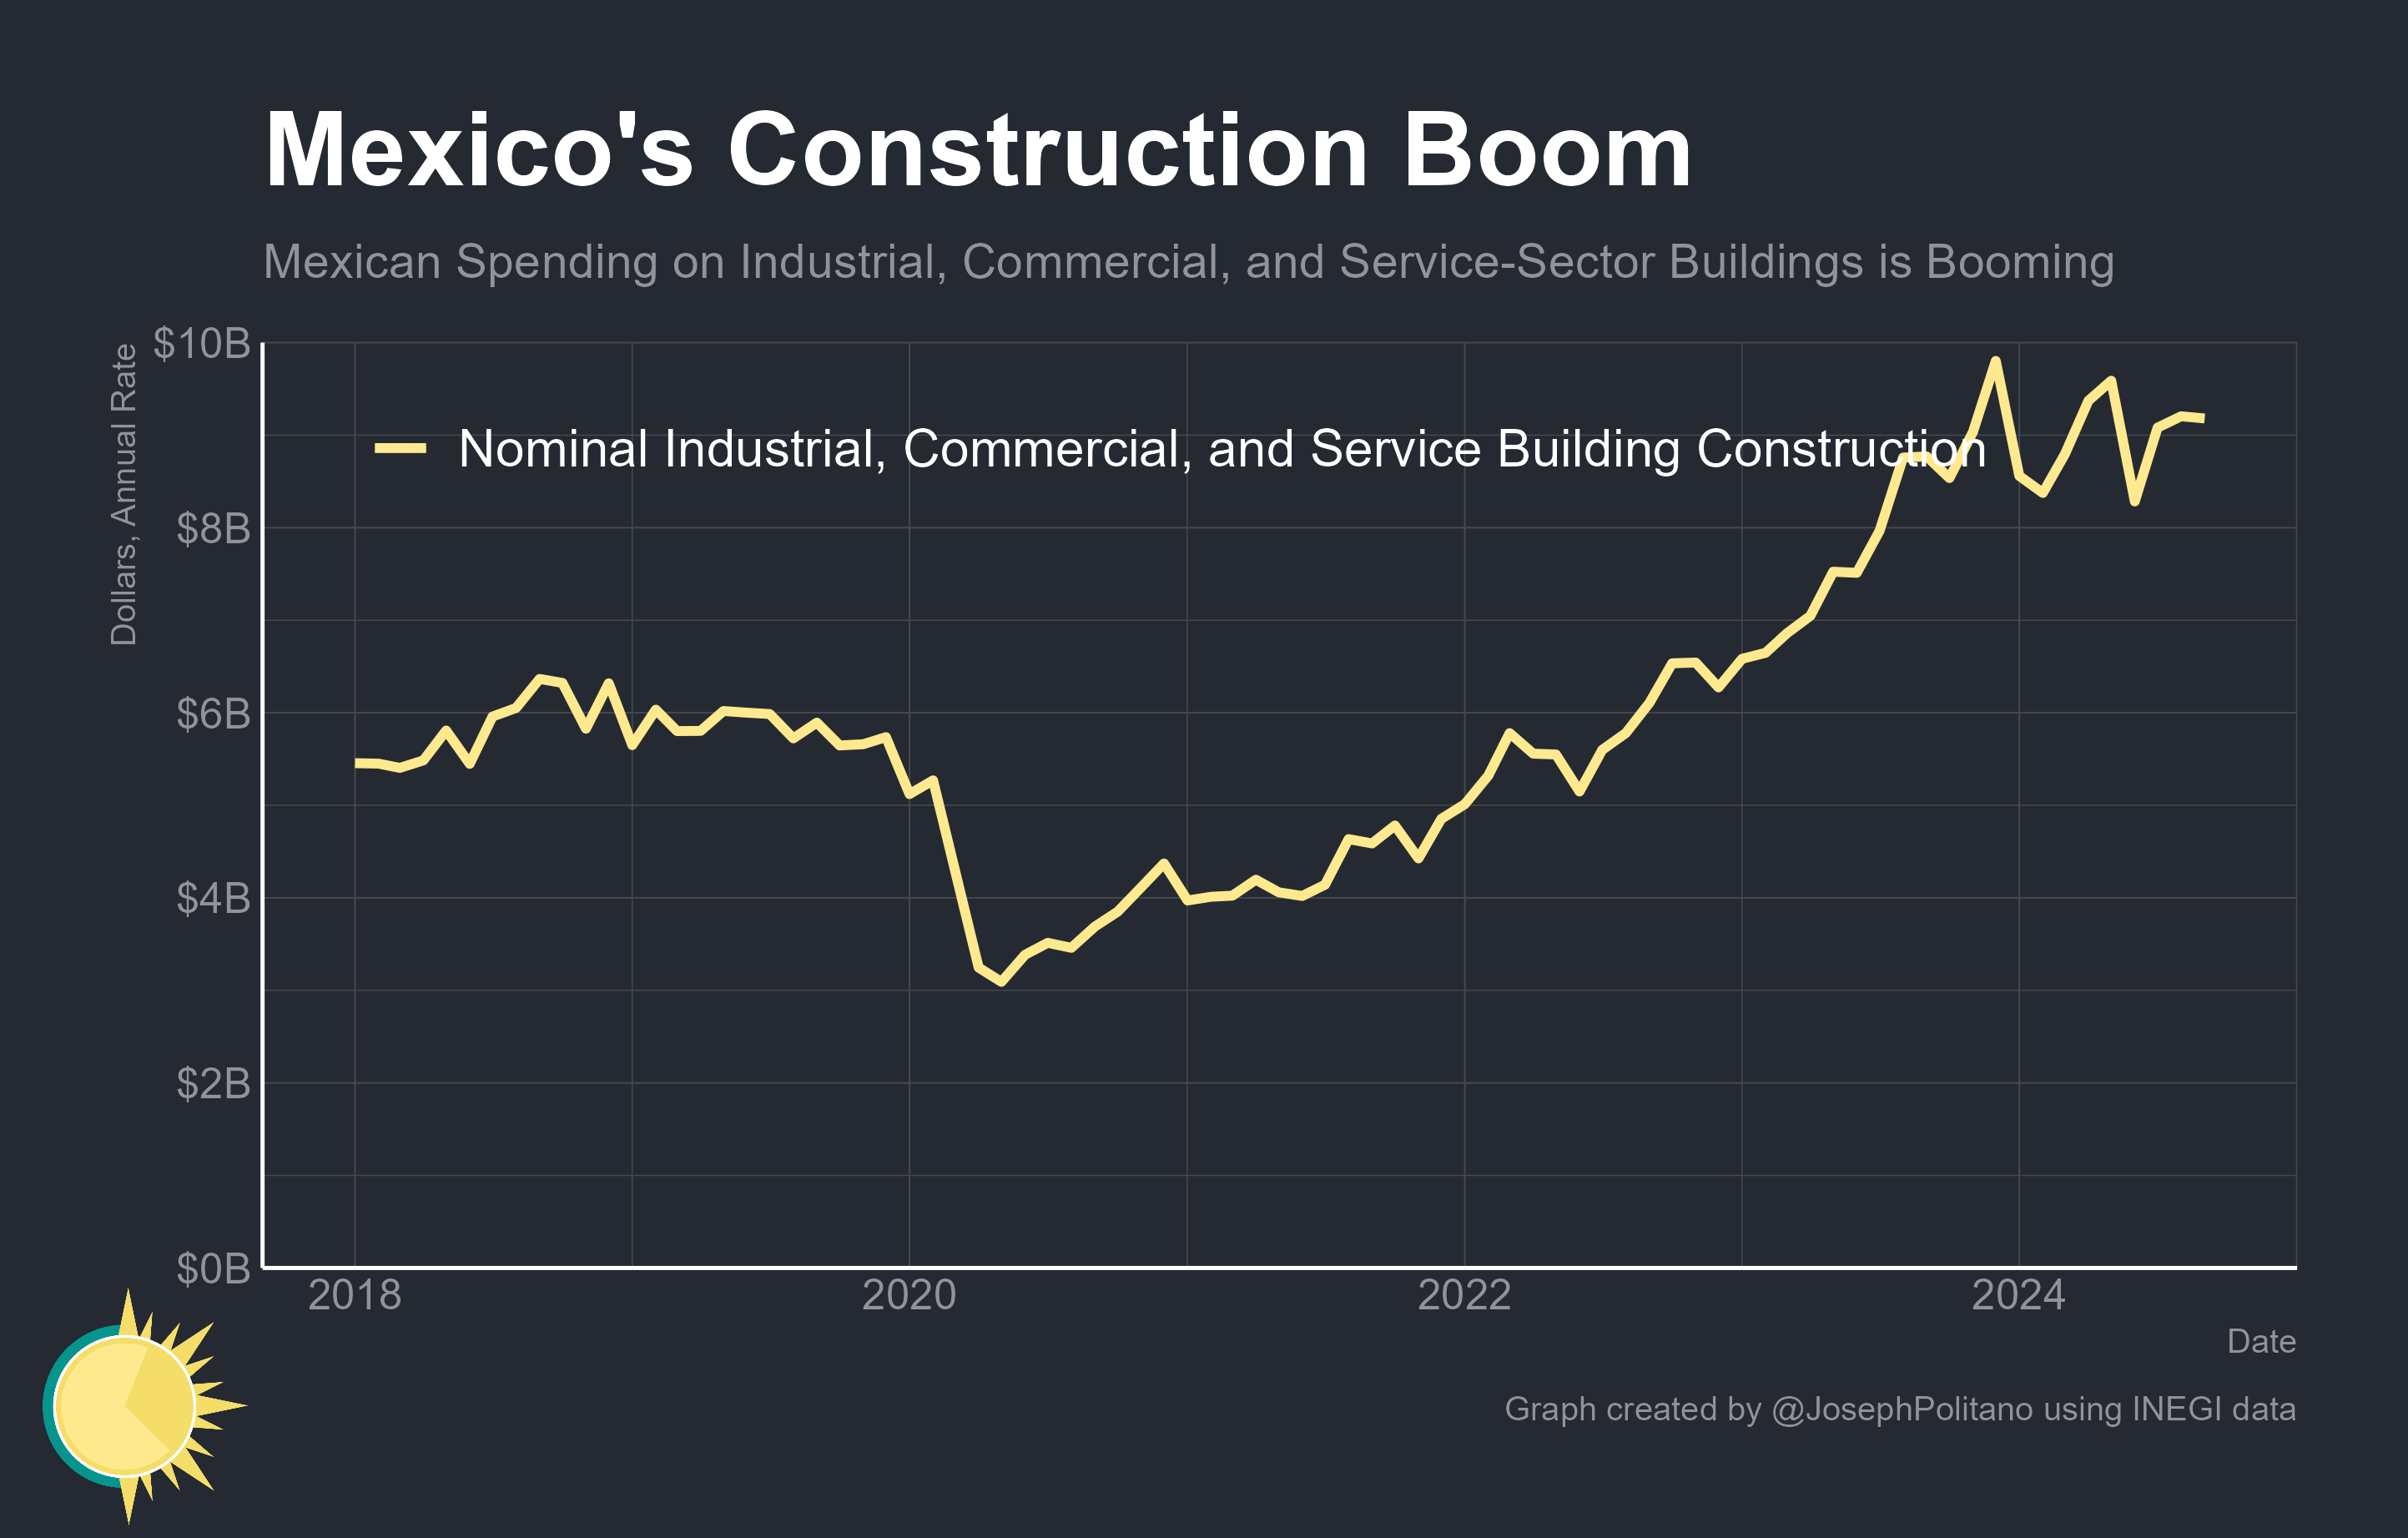 Mexico's Construction Boom
Mexican Spending on Industrial, Commercial, and Service-Sector Buildings is Booming
Dollars, Annual Rate
$10B
$8B
$6B
$4B
$2B
$0B
Nominal Industrial, Commercial, and Service Building Construction
2018
2020
2022
2024
Date
Graph created by @JosephPolitano using INEGI data